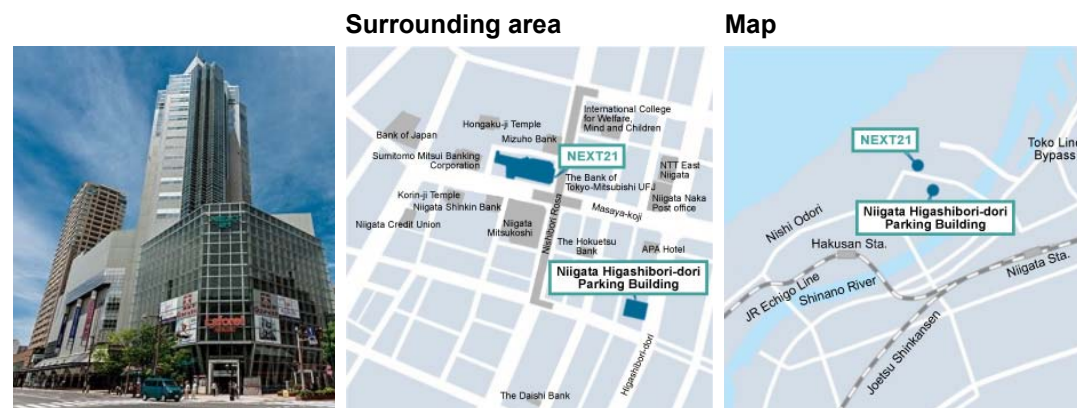 Surrounding area
Map
International College
for Welfare,
Mind and Children
Hongaku-ji Temple
Bank of Japan
Mizuho Bank
NEXT21
Sumitomo Mitsui Banking
Corporation
NTT East
Niigata
The Bank of
Tokyo-Mitsubishi UFJ
Korin-ji Temple
Niigata Shinkin Bank
Niigata Naka
Post office
Masaya-koji
Nishibori Rosa
Niigata Credit Union
Niigata
Mitsukoshi
The Hokuetsu
Bank
APA Hotel
Niigata Higashibori-dori
Parking Building
Higashibori-dori
The Daishi Bank
NEXT21
Toko Line
Bypass
Niigata Higashibori-dori
Parking Building
Nishi Odori
Hakusan Sta.
Niigata Sta.
JR Echigo Line
Shinano River
Joetsu Shinkansen